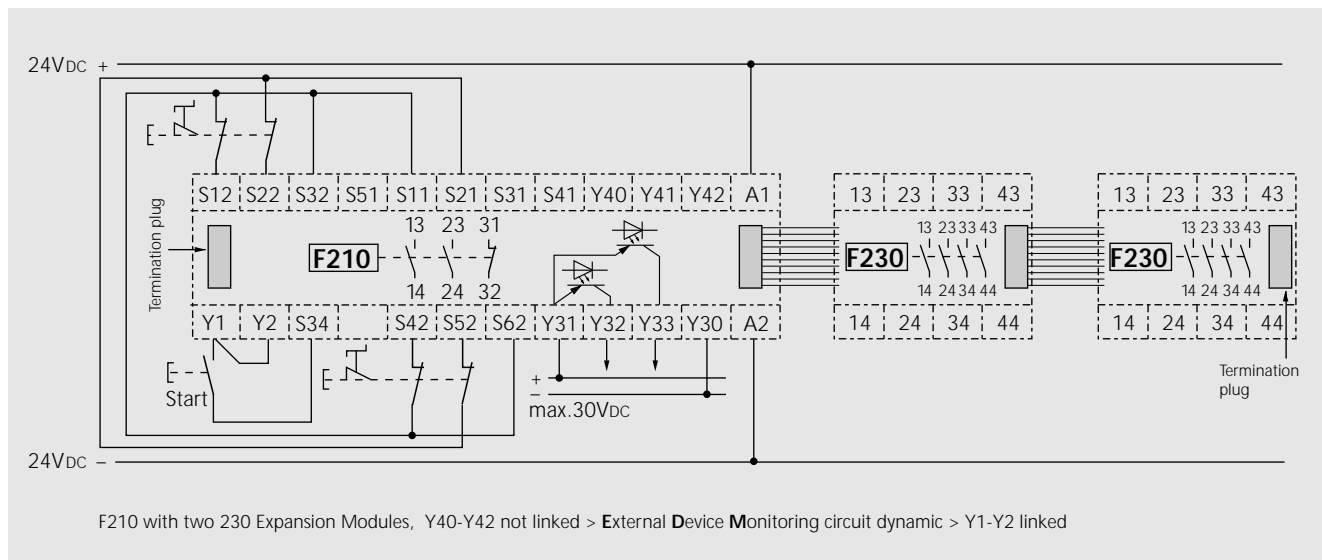 24VDC +
S12 S22 S32 S51 S11 S21 S31 S41 Y40 Y41 Y42 A1
13 23 33 43
13 23 33 43
Termination plug
F210
13 23 31
14 24 32
F230
13 23 33 43
14 24 34 44
F230
13 23 33 43
14 24 34 44
Y1 Y2 S34 S42 S52 S62 Y31 Y32 Y33 Y30 A2
14 24 34 44
14 24 34 44
Start
+
–
max.30VDC
Termination
plug
24VDC –
F210 with two 230 Expansion Modules, Y40-Y42 not linked > External Device Monitoring circuit dynamic > Y1-Y2 linked